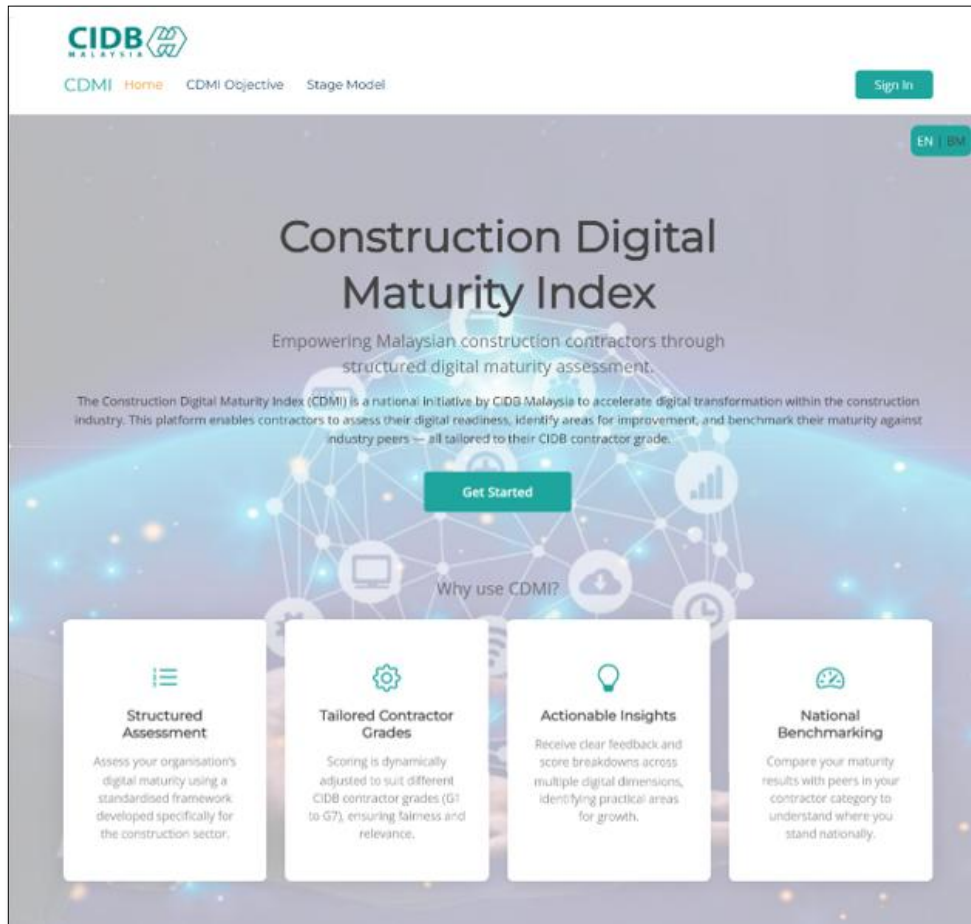 CIDB
MALAYSIA
CDMI Home CDMI Objective Stage Model
Sign In
EN | BM
Construction Digital
Maturity Index
Empowering Malaysian construction contractors through
structured digital maturity assessment.
The Construction Digital Maturity Index (CDMI) is a national initiative by CIDB Malaysia to accelerate digital transformation within the construction
industry. This platform enables contractors to assess their digital readiness, identify areas for improvement, and benchmark their maturity against
industry peers — all tailored to their CIDB contractor grade.
Get Started
Why use CDMI?
Structured
Assessment
Assess your organisation's
digital maturity using a
standardised framework
developed specifically for
the construction sector.
Tailored Contractor
Grades
Scoring is dynamically
adjusted to suit different
CIDB contractor grades (G1
to G7), ensuring fairness and
relevance.
Actionable Insights
Receive clear feedback and
score breakdowns across
multiple digital dimensions,
identifying practical areas
for growth.
National
Benchmarking
Compare your maturity
results with peers in your
contractor category to
understand where you
stand nationally.